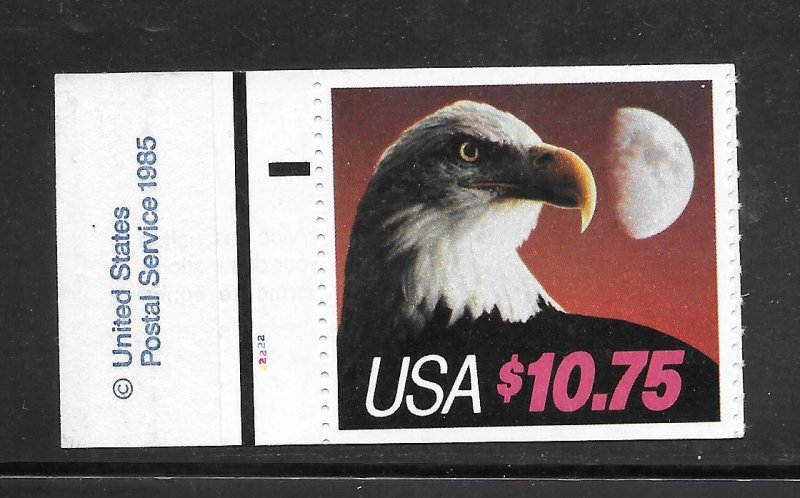 © United States
Postal Service 1985
2222
USA $10.75